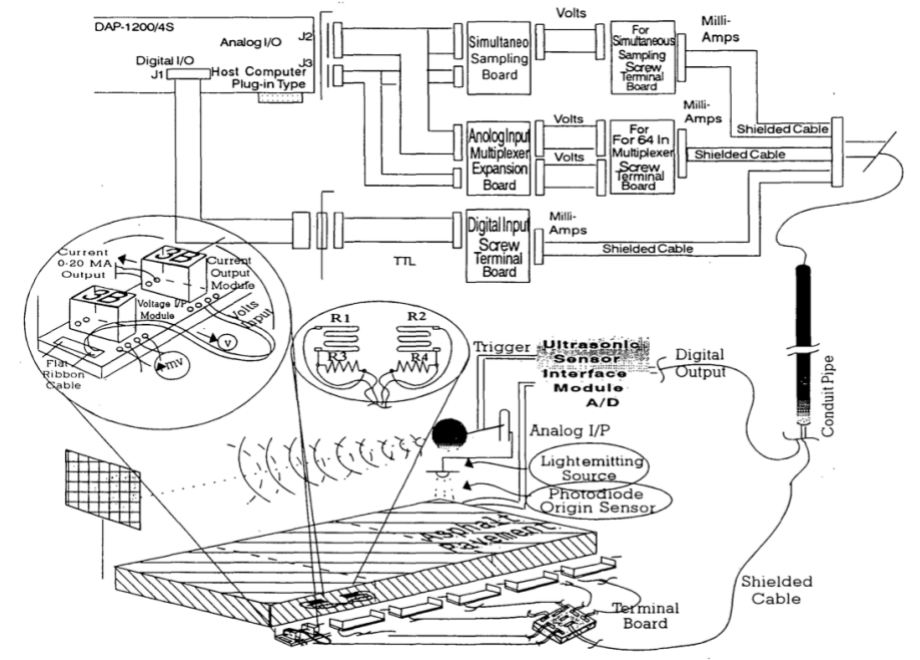 DAP-1200/4S
Analog I/O
J2
J3
Digital I/O
J1
Host Computer
Plug-in Type
Simultaneo
Sampling
Board
Volts
For
Simultaneous
Sampling
Screw
Terminal
Board
Milli-
Amps
Anolog Input
Multiplexer
Expansion
Board
Volts
Volts
For
For 64 In
Multiplexer
Screw
Terminal
Board
Milli-
Amps
Shielded Cable
Shielded Cable
TTL
Digital Input
Screw
Terminal
Board
Milli-
Amps
Shielded Cable
Current
0-20 MA
Output
3B
3B
Current
Output
Module
Voltage I/P
Module
Volts
Input
V
mv
Flat
Ribbon
Cable
R1
R2
R3
R4
Trigger
Ultrasonic
Sensor
Interface
Module
A/D
Digital
Output
Analog I/P
Light emitting
Source
Photodiode
Origin Sensor
Conduit Pipe
Asphalt
Pavement
Terminal
Board
Shielded
Cable